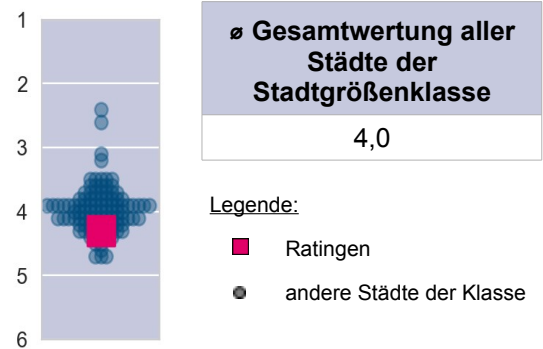 1
2
3
4
5
6
ø Gesamtwertung aller
Städte der
Stadtgrößenklasse
4,0
Legende:
Ratingen
andere Städte der Klasse